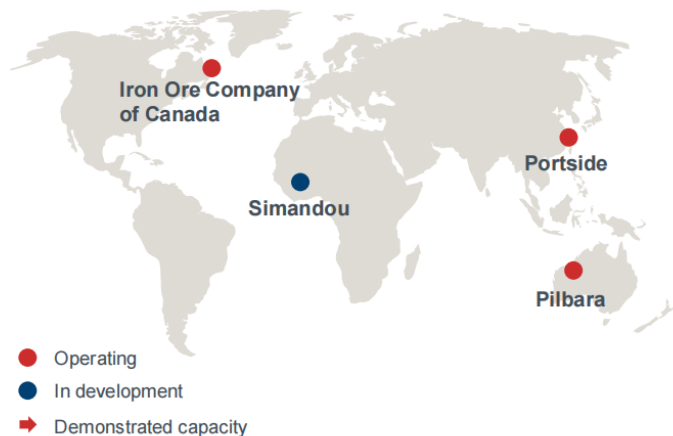 Iron Ore Company
of Canada
Portside
Simandou
Pilbara
Operating
In development
Demonstrated capacity